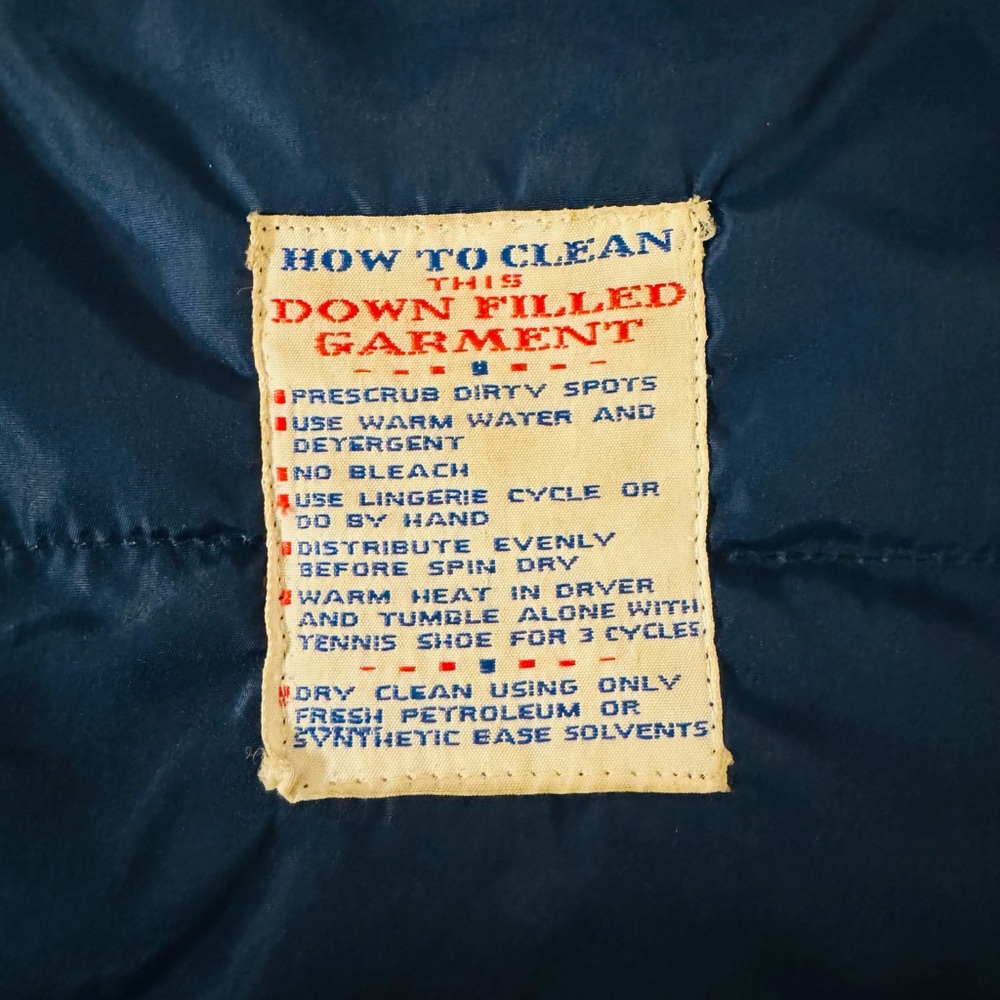 HOW TO CLEAN
THIS
DOWN FILLED
GARMENT
PRESCRUB DIRTY SPOTS
USE WARM WATER AND
DETERGENT
NO BLEACH
USE LINGERIE CYCLE OR
DO BY HAND
DISTRIBUTE EVENLY
BEFORE SPIN DRY
WARM HEAT IN DRYER
AND TUMBLE ALONE WITH
TENNIS SHOE FOR 3 CYCLES
DRY CLEAN USING ONLY
FRESH PETROLEUM OR
SYNTHETIC BASE SOLVENTS